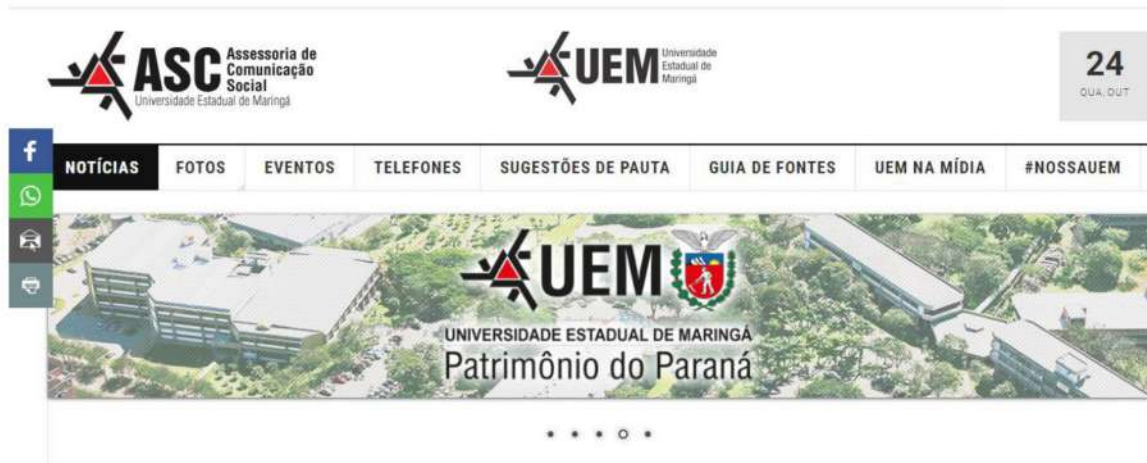 ASC Assessoria de
Comunicação
Social
Universidade Estadual de Maringá
UEM Universidade
Estadual de
Maringá
24
QUA, OUT
f
NOTÍCIAS FOTOS EVENTOS TELEFONES SUGESTÕES DE PAUTA GUIA DE FONTES UEM NA MÍDIA #NOSSAUEM
UEM
UNIVERSIDADE ESTADUAL DE MARINGÁ
Patrimônio do Paraná